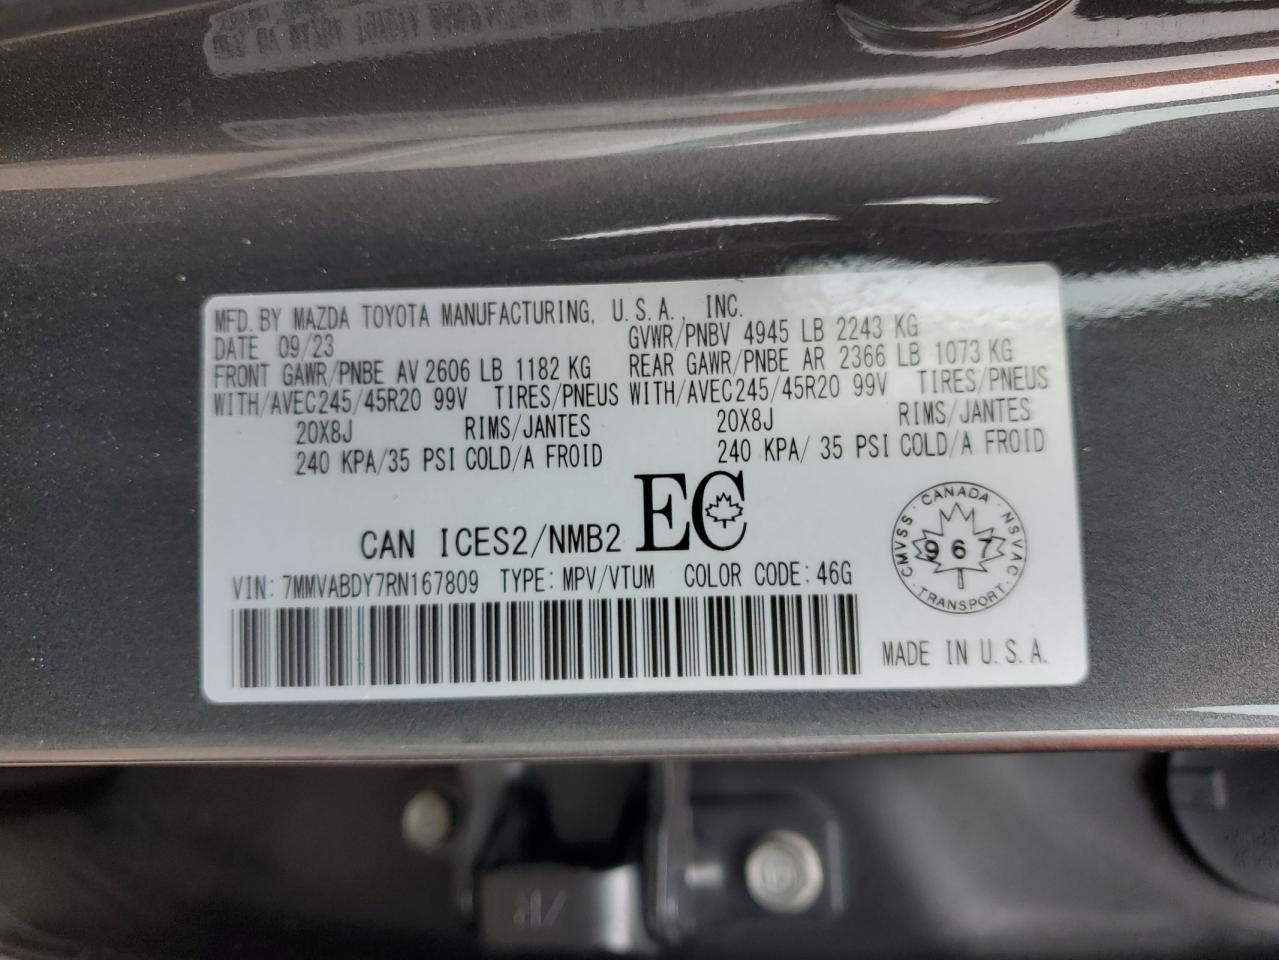 MFD. BY MAZDA TOYOTA MANUFACTURING, U.S.A., INC.
DATE 09/23 GVWR/PNBV 4945 LB 2243 KG
FRONT GAWR/PNBE AV 2606 LB 1182 KG REAR GAWR/PNBE AR 2366 LB 1073 KG
WITH/AVEC 245/45R20 99V TIRES/PNEUS WITH/AVEC 245/45R20 99V TIRES/PNEUS
20X8J RIMS/JANTES 20X8J RIMS/JANTES
240 KPA/35 PSI COLD/A FROID 240 KPA/ 35 PSI COLD/A FROID
CAN ICES2/NMB2 EC
CMVSS CANADA NSVAC
967
TRANSPORT
VIN: 7MMVABDY7RN167809 TYPE: MPV/VTUM COLOR CODE: 46G
MADE IN U.S.A.